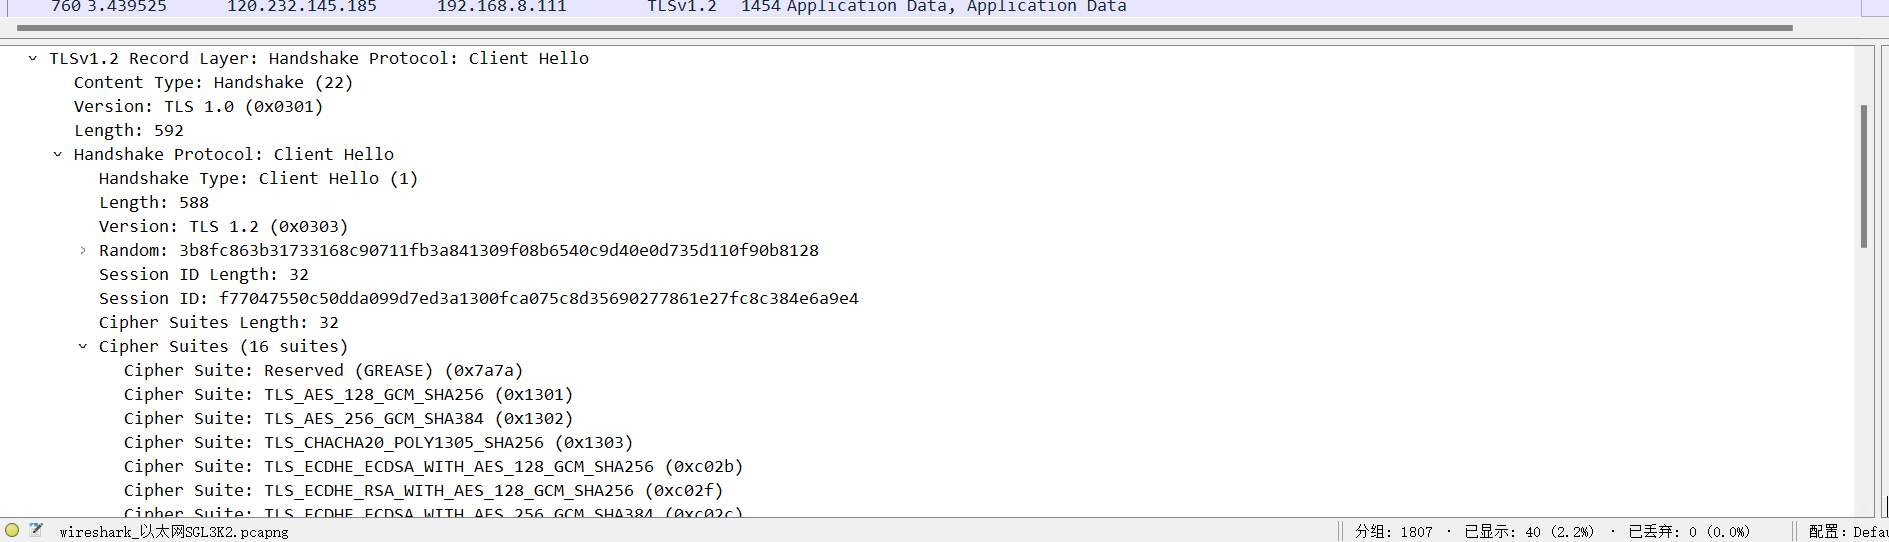 760 3.439525 120.232.145.185 192.168.8.111 TLSv1.2 1454 Application Data, Application Data
TLSv1.2 Record Layer: Handshake Protocol: Client Hello
Content Type: Handshake (22)
Version: TLS 1.0 (0x0301)
Length: 592
Handshake Protocol: Client Hello
Handshake Type: Client Hello (1)
Length: 588
Version: TLS 1.2 (0x0303)
Random: 3b8fc863b31733168c90711fb3a841309f08b6540c9d40e0d735d110f90b8128
Session ID Length: 32
Session ID: f77047550c50dda099d7ed3a1300fca075c8d35690277861e27fc8c384e6a9e4
Cipher Suites Length: 32
Cipher Suites (16 suites)
Cipher Suite: Reserved (GREASE) (0x7a7a)
Cipher Suite: TLS_AES_128_GCM_SHA256 (0x1301)
Cipher Suite: TLS_AES_256_GCM_SHA384 (0x1302)
Cipher Suite: TLS_CHACHA20_POLY1305_SHA256 (0x1303)
Cipher Suite: TLS_ECDHE_ECDSA_WITH_AES_128_GCM_SHA256 (0xc02b)
Cipher Suite: TLS_ECDHE_RSA_WITH_AES_128_GCM_SHA256 (0xc02f)
Cipher Suite: TLS_ECDHE_ECDSA_WITH_AES_256_GCM_SHA384 (0xc02c)
wireshark_以太网SGL3K2.pcapng 分组: 1807 · 已显示: 40 (2.2%) · 已丢弃: 0 (0.0%) 配置: Defau